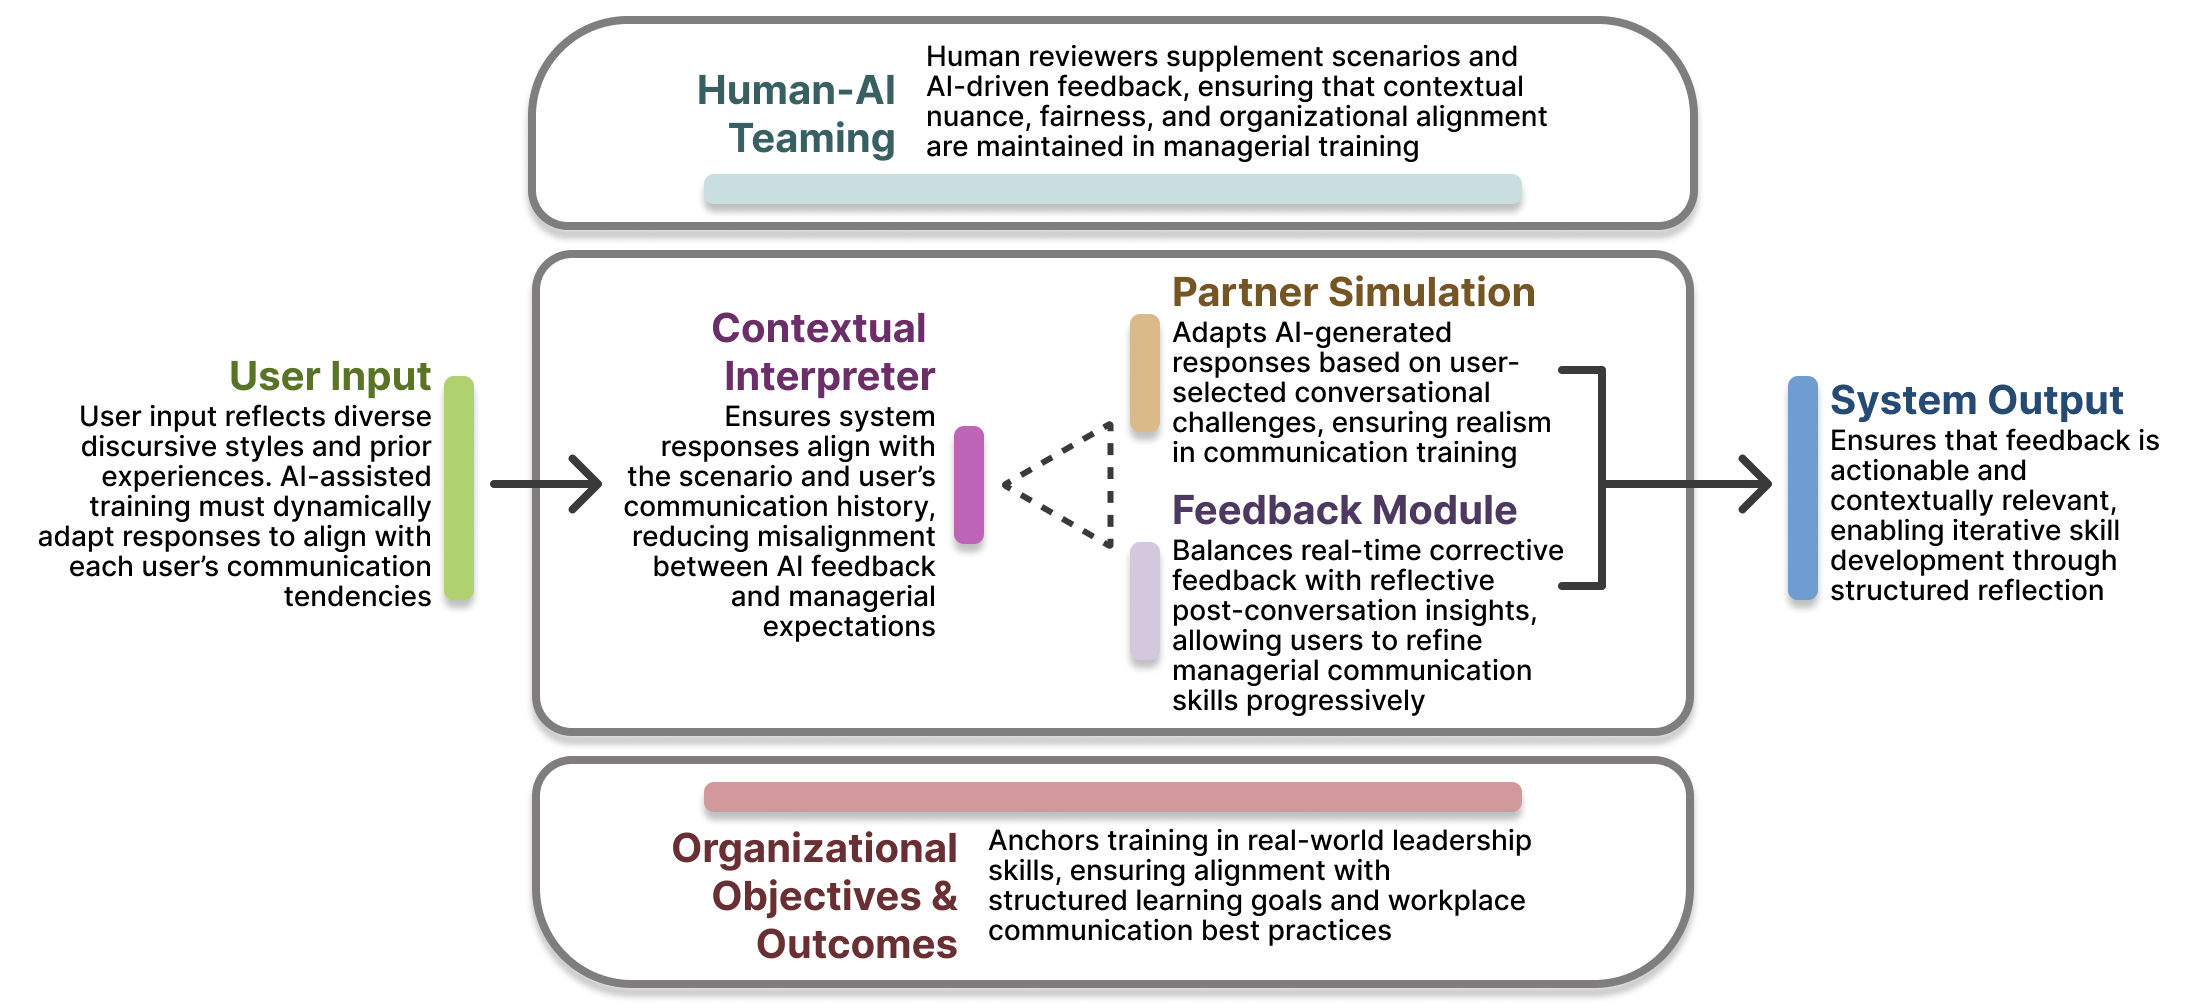 Human-AI
Teaming
Human reviewers supplement scenarios and
AI-driven feedback, ensuring that contextual
nuance, fairness, and organizational alignment
are maintained in managerial training
User Input
User input reflects diverse
discursive styles and prior
experiences. AI-assisted
training must dynamically
adapt responses to align with
each user’s communication
tendencies
Contextual
Interpreter
Ensures system
responses align with
the scenario and user’s
communication history,
reducing misalignment
between AI feedback
and managerial
expectations
Partner Simulation
Adapts AI-generated
responses based on user-
selected conversational
challenges, ensuring realism
in communication training
Feedback Module
Balances real-time corrective
feedback with reflective
post-conversation insights,
allowing users to refine
managerial communication
skills progressively
System Output
Ensures that feedback is
actionable and
contextually relevant,
enabling iterative skill
development through
structured reflection
Organizational
Objectives &
Outcomes
Anchors training in real-world leadership
skills, ensuring alignment with
structured learning goals and workplace
communication best practices